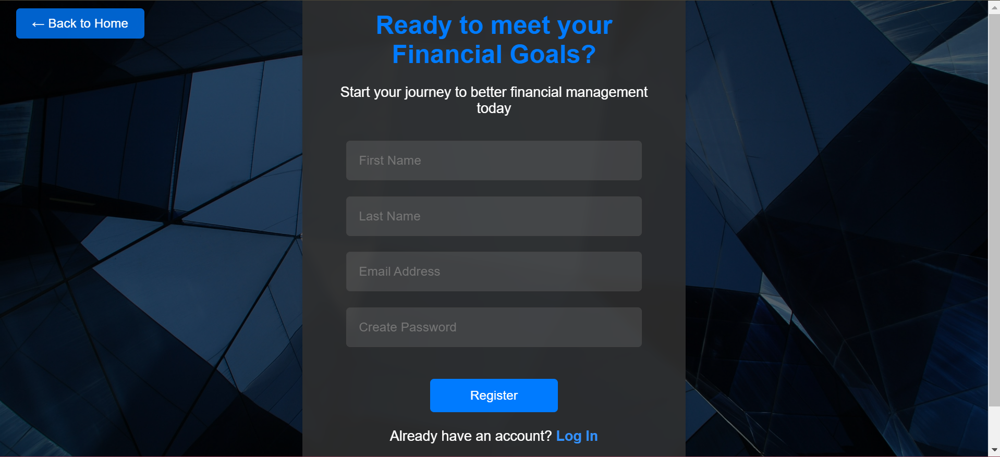 ← Back to Home
Ready to meet your
Financial Goals?
Start your journey to better financial management
today
First Name
Last Name
Email Address
Create Password
Register
Already have an account? Log In